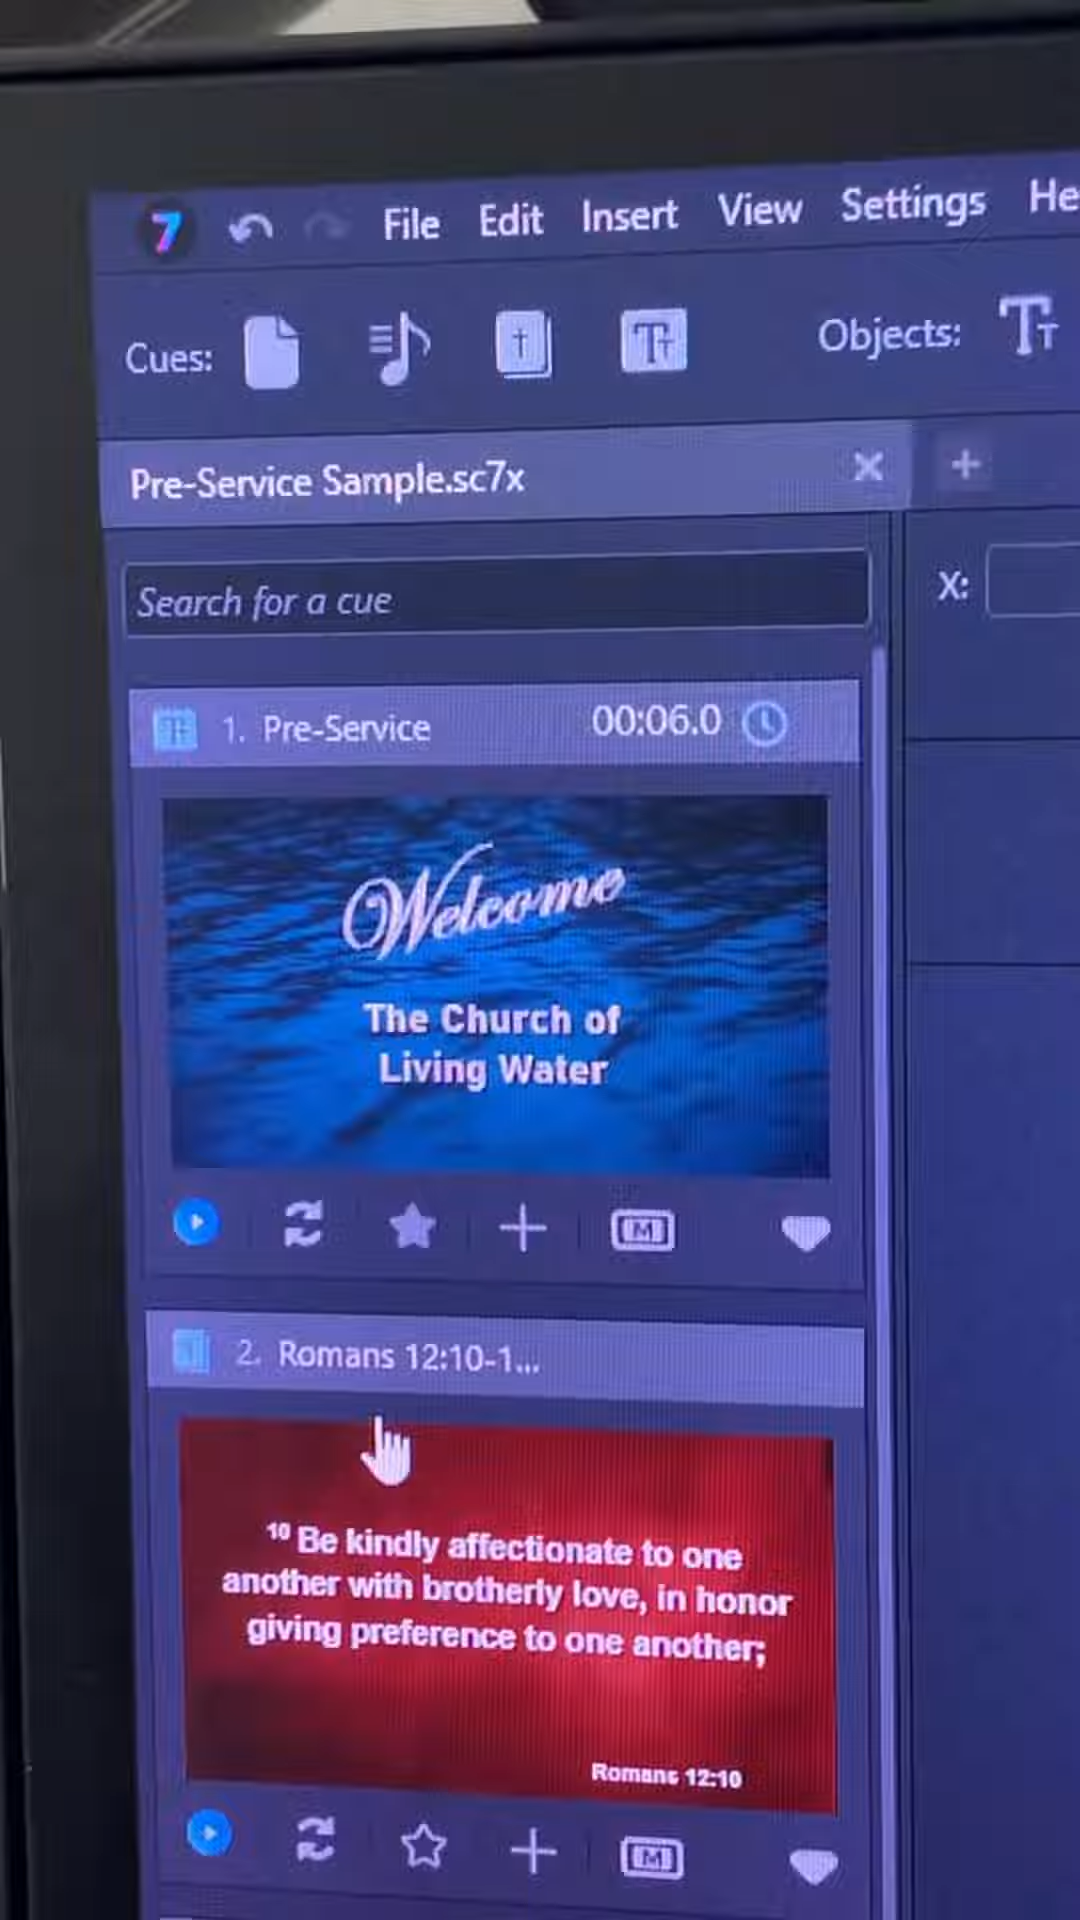 7 File Edit Insert View Settings He
Cues: Objects:
Pre-Service Sample.sc7x
Search for a cue
X:
1. Pre-Service 00:06.0
Welcome
The Church of
Living Water
M
2. Romans 12:10-1...
10 Be kindly affectionate to one
another with brotherly love, in honor
giving preference to one another;
Romans 12:10
M